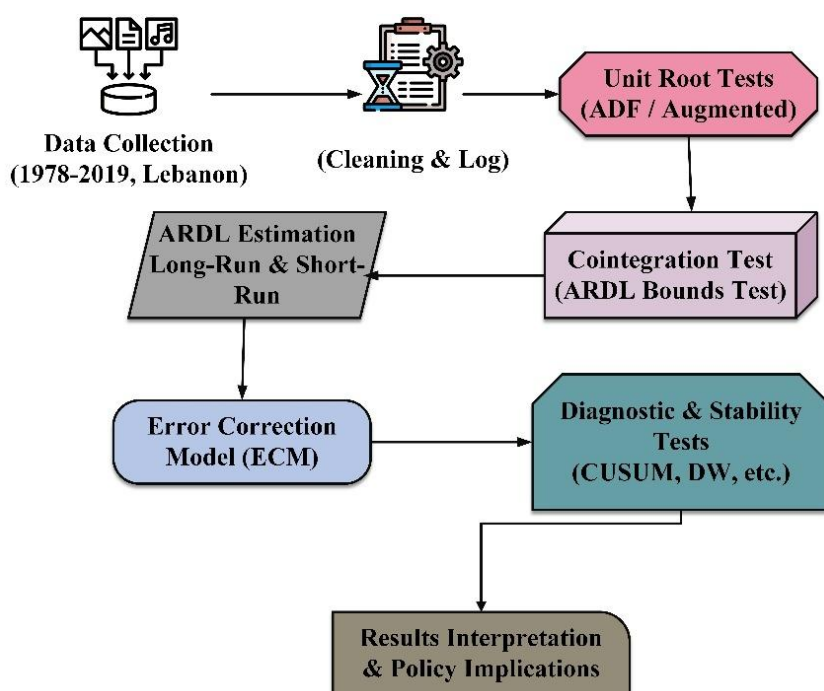 Data Collection
(1978-2019, Lebanon)
(Cleaning & Log)
Unit Root Tests
(ADF / Augmented)
Cointegration Test
(ARDL Bounds Test)
ARDL Estimation
Long-Run & Short-
Run
Error Correction
Model (ECM)
Diagnostic & Stability
Tests
(CUSUM, DW, etc.)
Results Interpretation
& Policy Implications